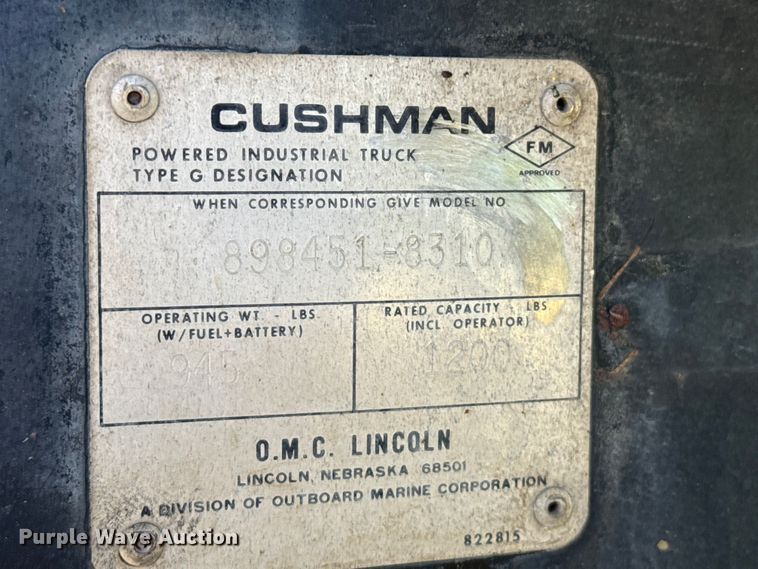 CUSHMAN
POWERED INDUSTRIAL TRUCK
TYPE G DESIGNATION
FM
APPROVED
WHEN CORRESPONDING GIVE MODEL NO
898451-8310
OPERATING WT. - LBS.
(W/FUEL+BATTERY)
945
RATED CAPACITY - LBS
(INCL OPERATOR)
1200
O.M.C. LINCOLN
LINCOLN, NEBRASKA 68501
A DIVISION OF OUTBOARD MARINE CORPORATION
822815
Purple Wave Auction